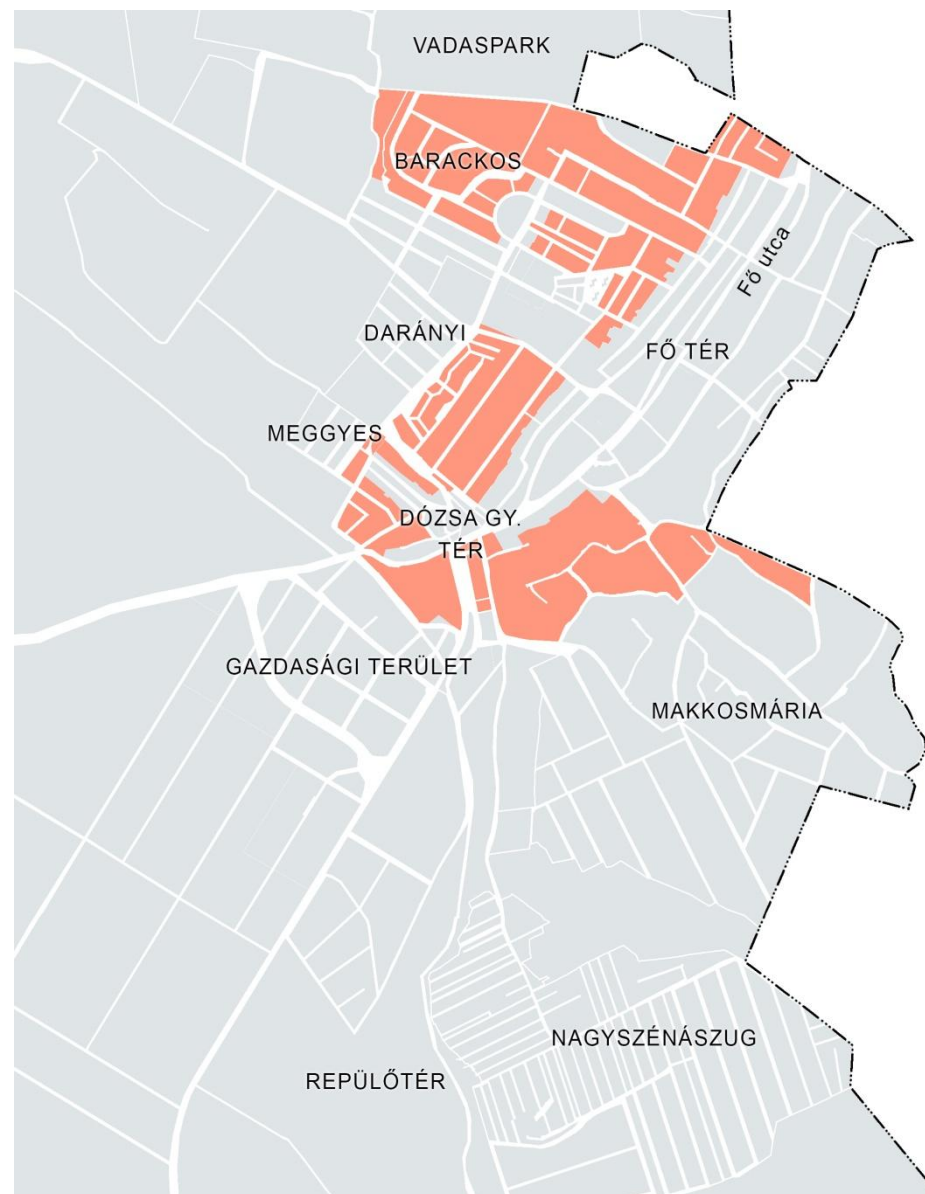 VADASPARK
BARACKOS
Fő utca
DARÁNYI
FŐ TÉR
MEGGYES
DÓZSA GY.
TÉR
GAZDASÁGI TERÜLET
MAKKOSMÁRIA
NAGYSZÉNÁSZUG
REPÜLŐTÉR